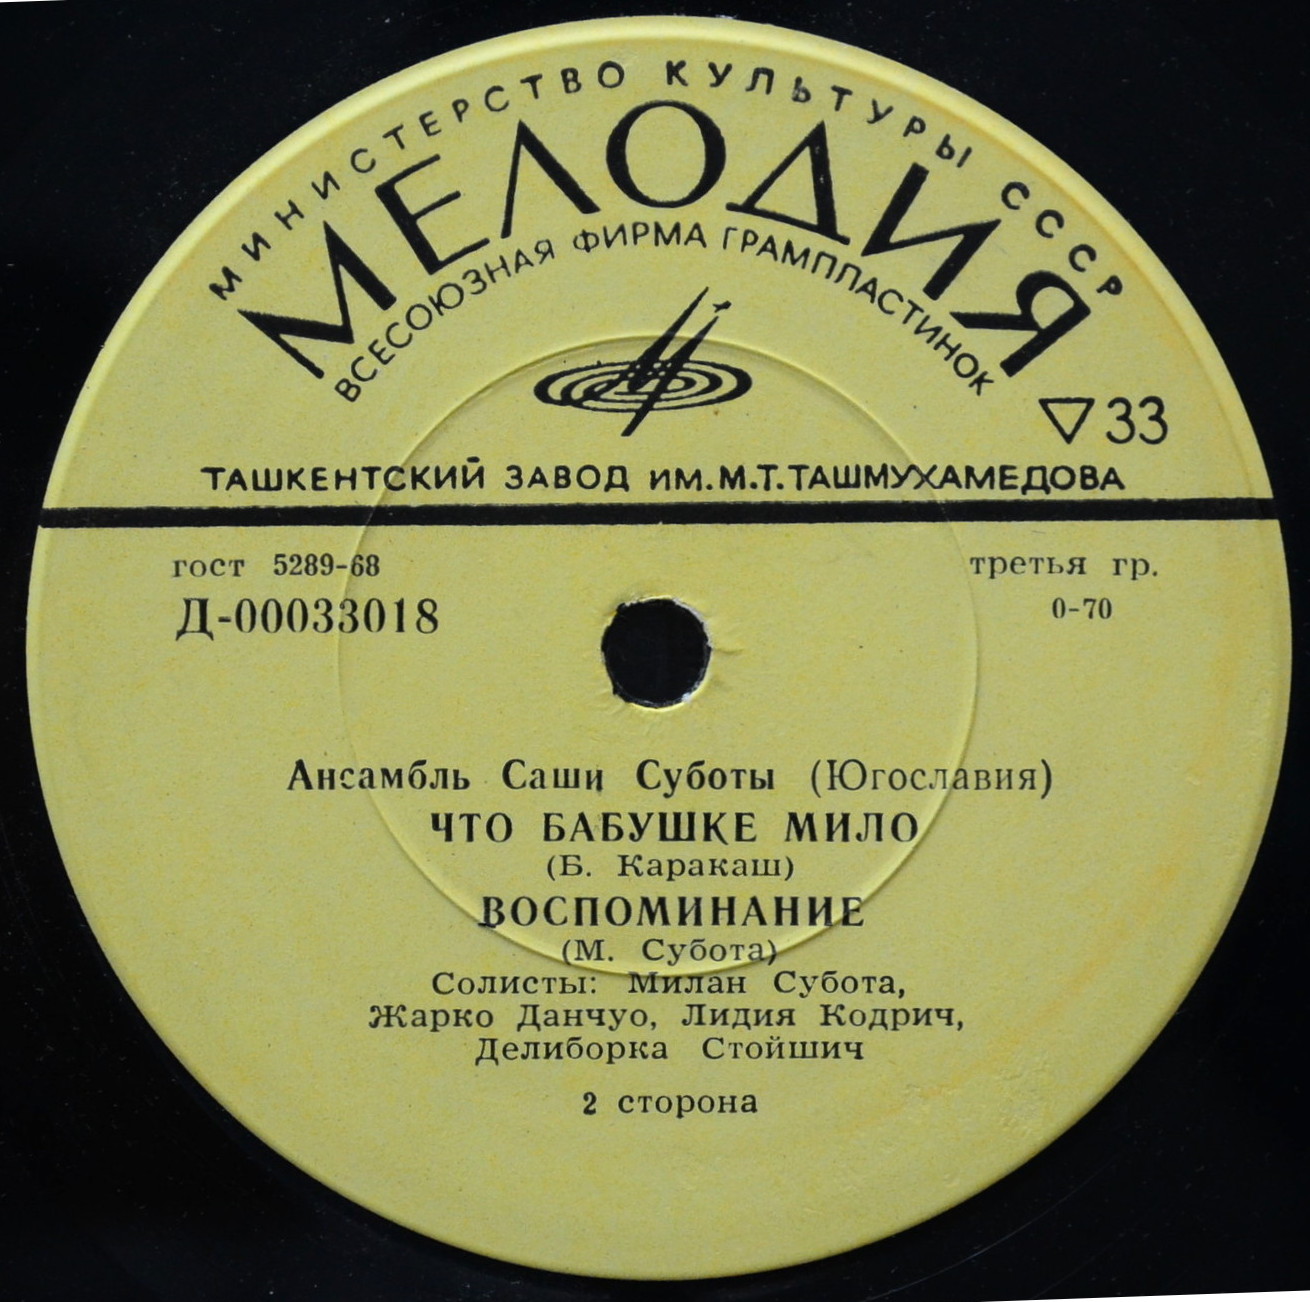 МИНИСТЕРСТВО КУЛЬТУРЫ СССР
МЕЛОДИЯ
ВСЕСОЮЗНАЯ ФИРМА ГРАМПЛАСТИНОК
▽33
ТАШКЕНТСКИЙ ЗАВОД ИМ.М.Т.ТАШМУХАМЕДОВА
гост 5289-68
третья гр.
Д-00033018
0-70
Ансамбль Саши Суботы (Югославия)
ЧТО БАБУШКЕ МИЛО
(Б. Каракаш)
ВОСПОМИНАНИЕ
(М. Субота)
Солисты: Милан Субота,
Жарко Данчуо, Лидия Кодрич,
Делиборка Стойшич
2 сторона